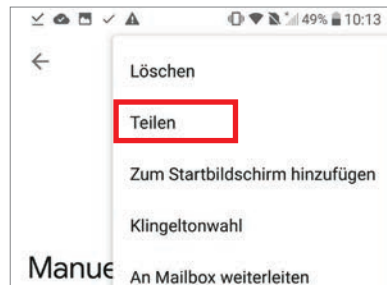 49% 10:13
Löschen
Teilen
Zum Startbildschirm hinzufügen
Klingeltonwahl
Manue
An Mailbox weiterleiten